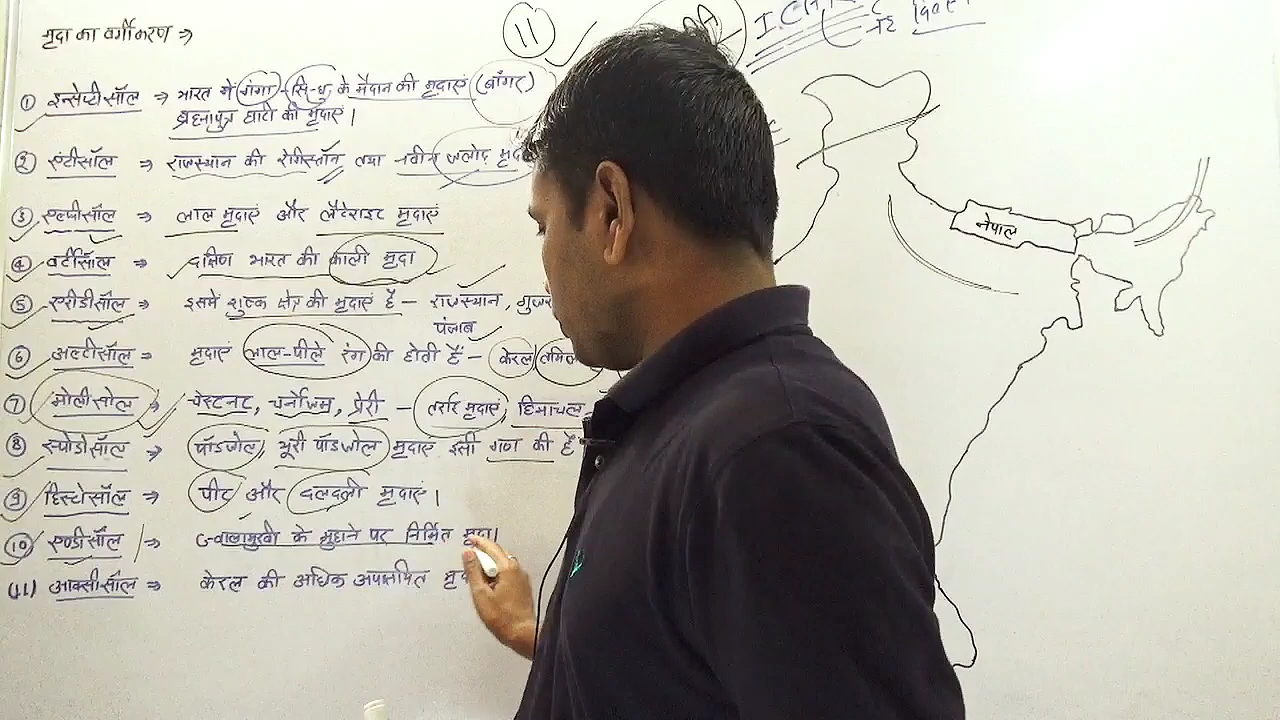 मृदा का वर्गीकरण ⇒
11
① इन्सेप्टीसॉल ⇒ भारत में गंगा-सिन्धु के मैदान की मृदाएं (बाँगर)
ब्रह्मपुत्र घाटी की मृदाएं।
② एंटीसॉल ⇒ राजस्थान की रेगिस्तॉन तथा नवीन जलोढ़
③ एल्फीसॉल ⇒ लाल मृदाएं और लैटेराइट मृदाएं
④ वर्टीसॉल ⇒ दक्षिण भारत की काली मृदा
⑤ एरीडीसॉल ⇒ इसमें शुष्क क्षेत्र की मृदाएं हैं – राजस्थान,
पंजाब
⑥ अल्टीसॉल ⇒ मृदाएं लाल-पीले रंग की होती हैं – केरल
⑦ मोलीसोल ⇒ चेस्टनट, चर्नोजम, प्रेरी – तराई मृदाएं, हिमाचल
⑧ स्पोडोसॉल ⇒ पॉडजोल, भूरी पॉडजोल मृदाएं इसी गण की हैं
⑨ हिस्टोसॉल ⇒ पीट और दलदली मृदाएं।
⑩ एण्डीसॉल ⇒ ज्वालामुखी के मुहाने पर निर्मित मृदा।
(11) आक्सीसॉल ⇒ केरल की अधिक अपक्षयित
नेपाल